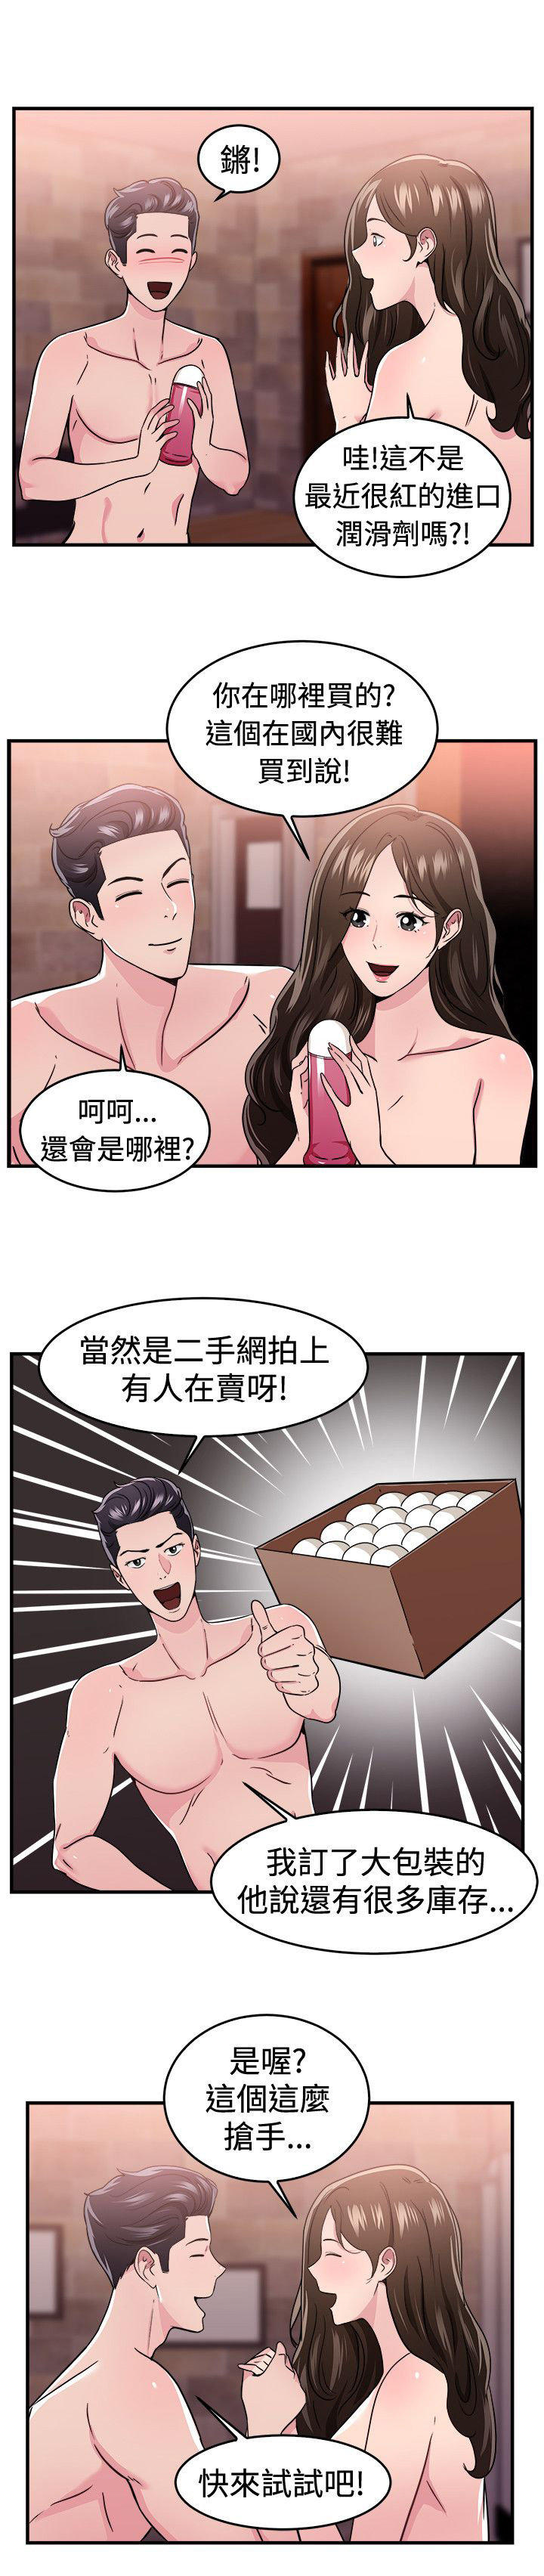 鏘!
哇!這不是
最近很紅的進口
潤滑劑嗎?!
你在哪裡買的?
這個在國內很難
買到說!
呵呵...
還會是哪裡?
當然是二手網拍上
有人在賣呀!
我訂了大包裝的
他說還有很多庫存...
是喔?
這個這麼
搶手...
快來試試吧!